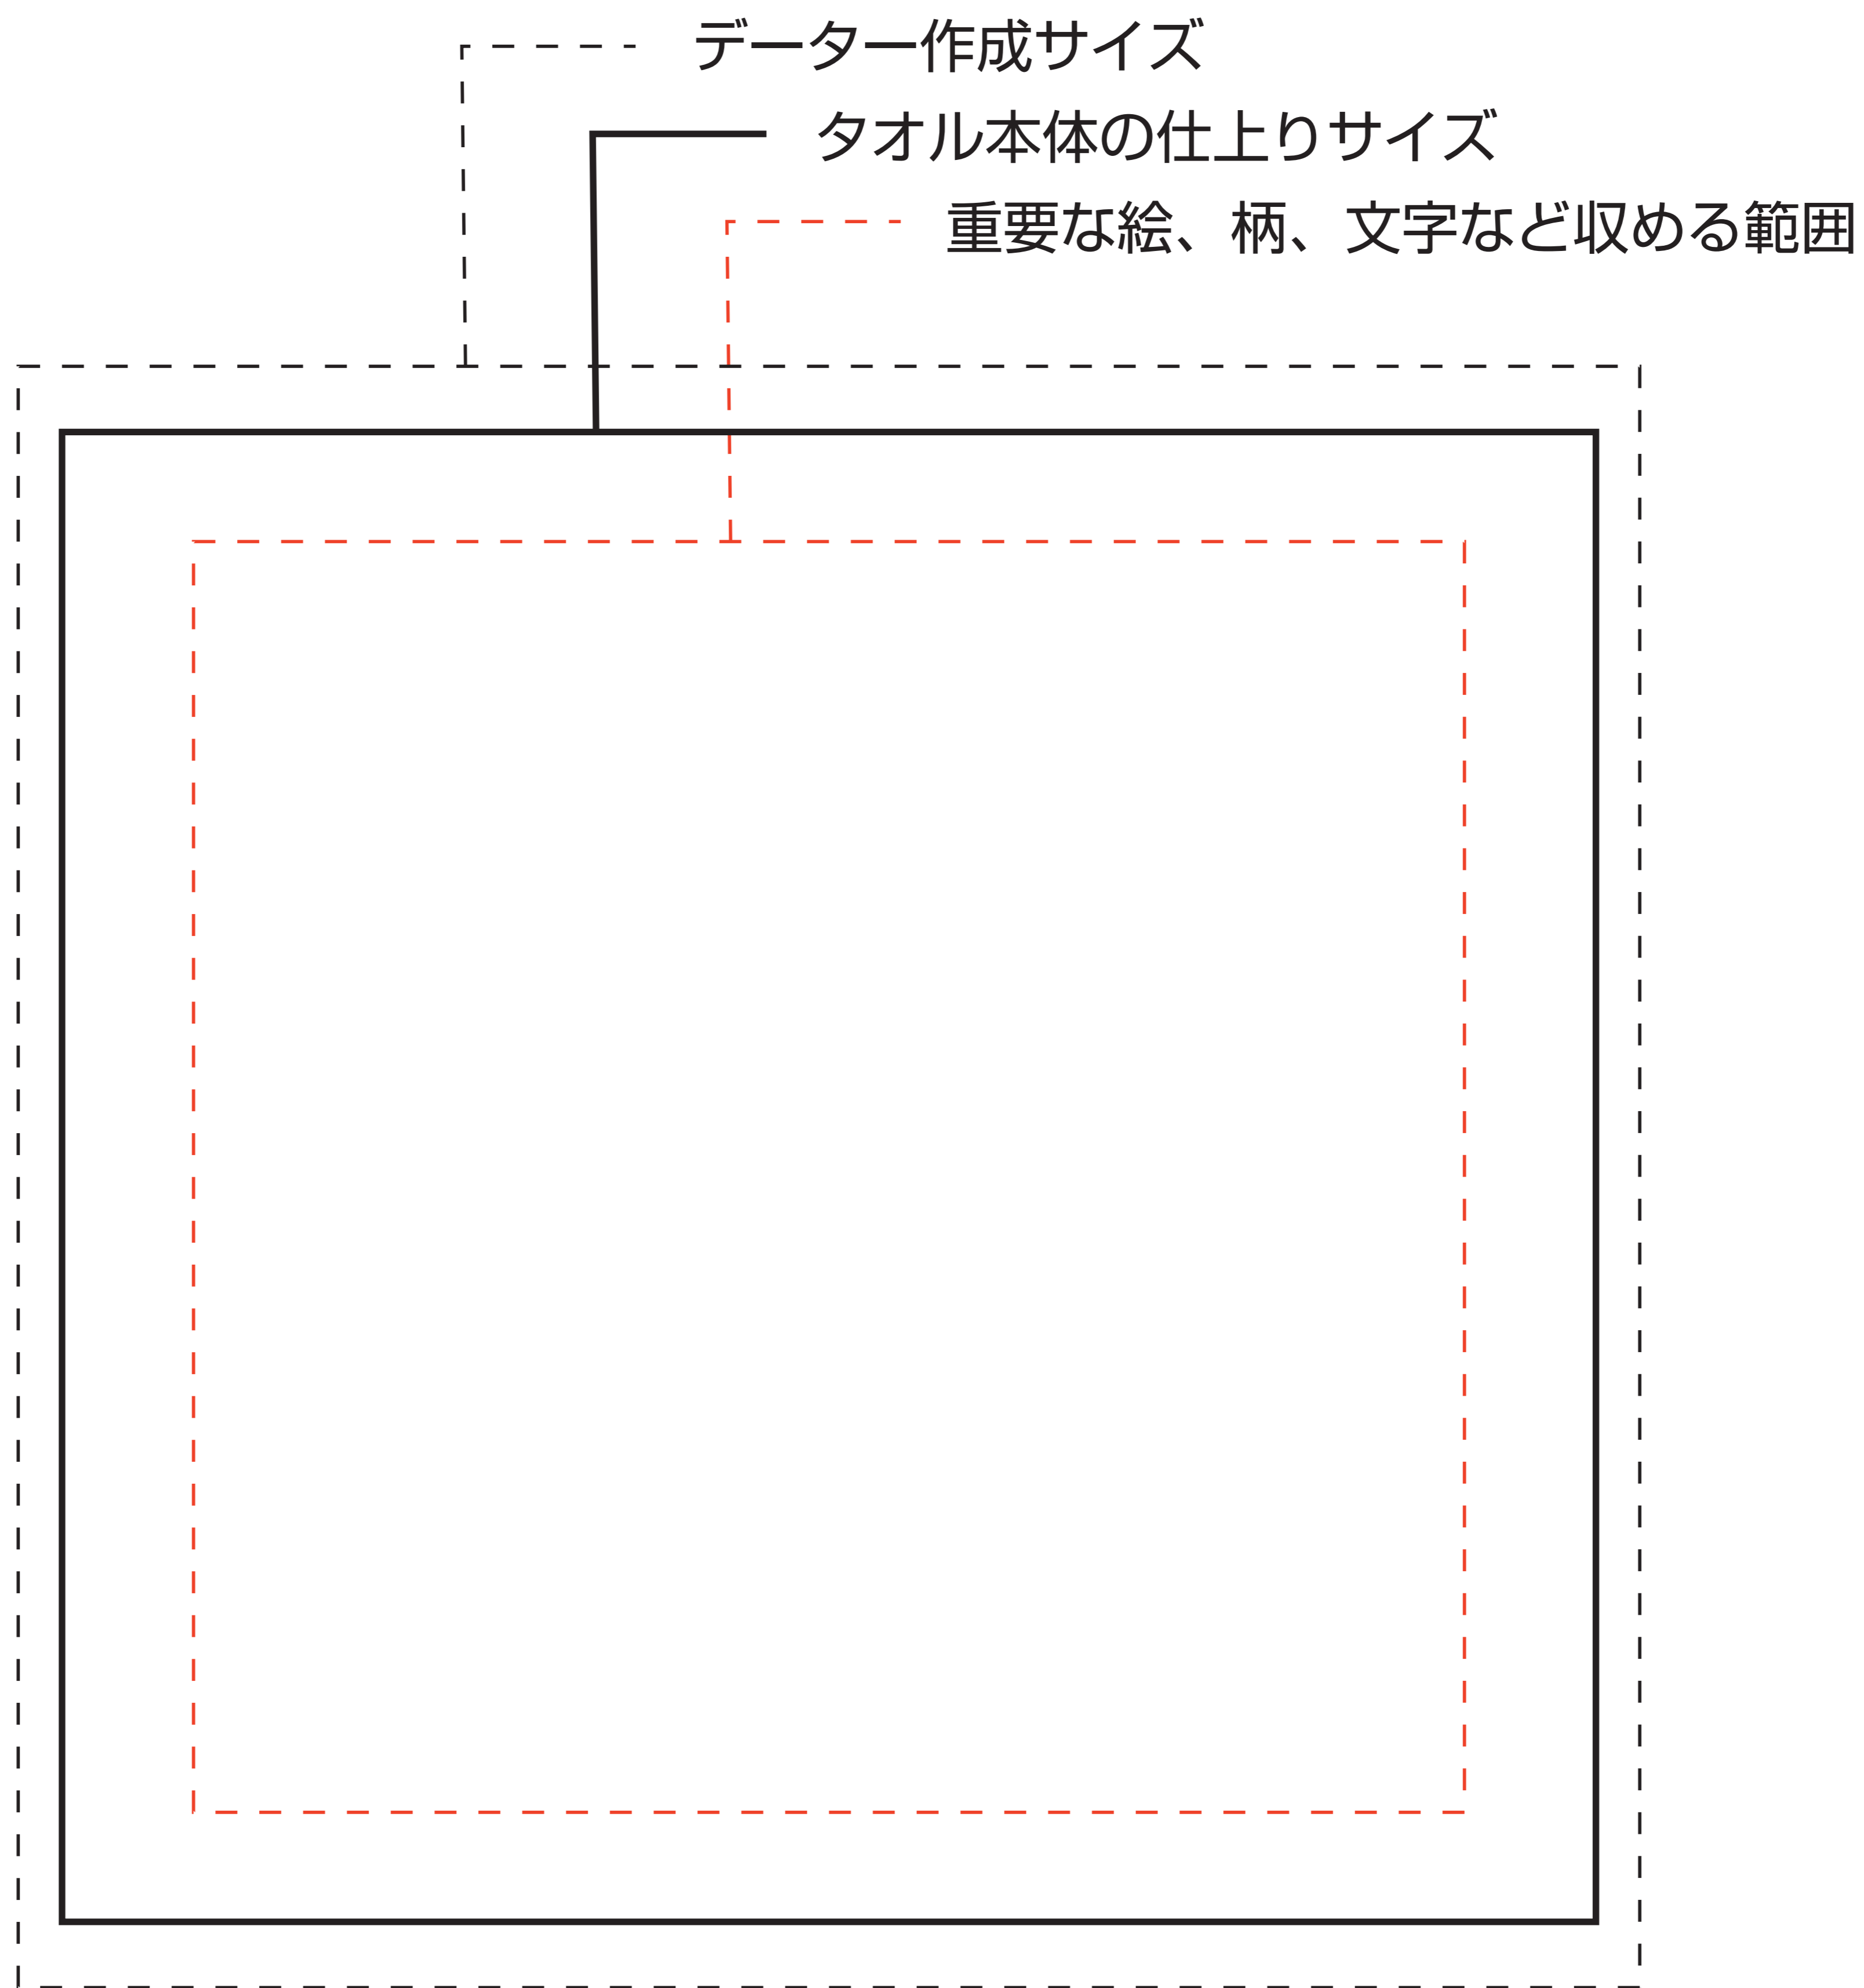 データー作成サイズ
タオル本体の仕上りサイズ
重要な絵、柄、文字など収める範囲